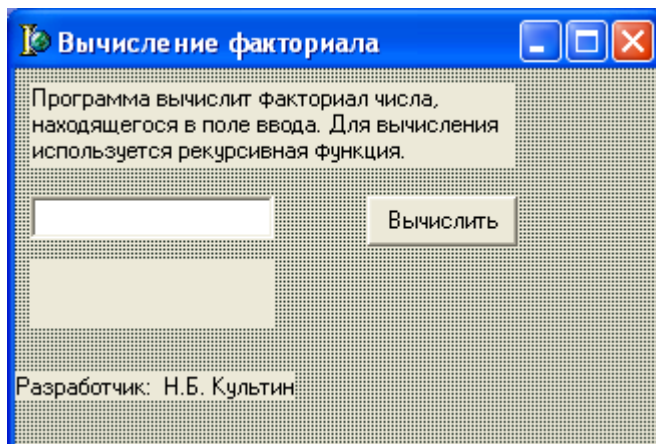 Вычисление факториала
Программа вычислит факториал числа,
находящегося в поле ввода. Для вычисления
используется рекурсивная функция.
Вычислить
Разработчик: Н.Б. Культин